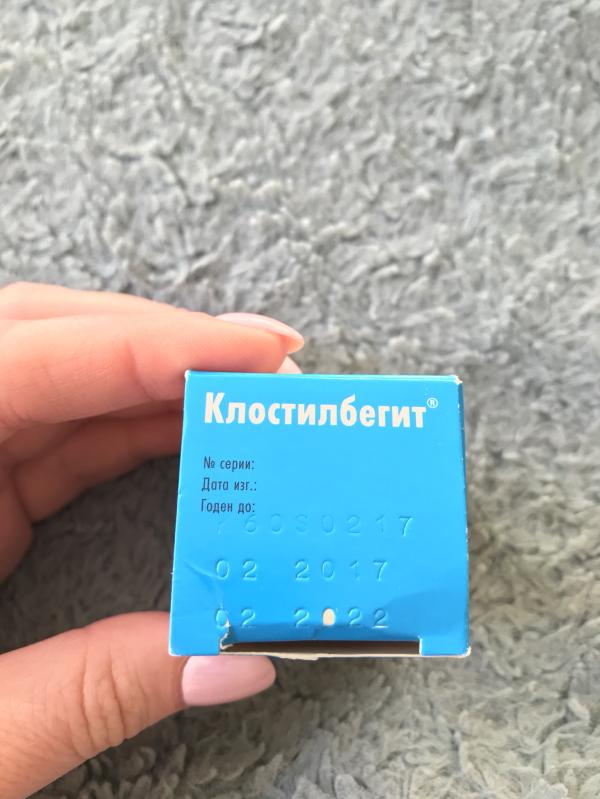 Клостилбегит®
№ серии:
Дата изг.:
Годен до:
02 2017
02 2022